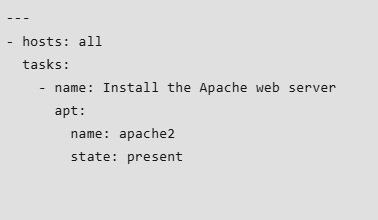 ---
- hosts: all
  tasks:
    - name: Install the Apache web server
      apt:
        name: apache2
        state: present